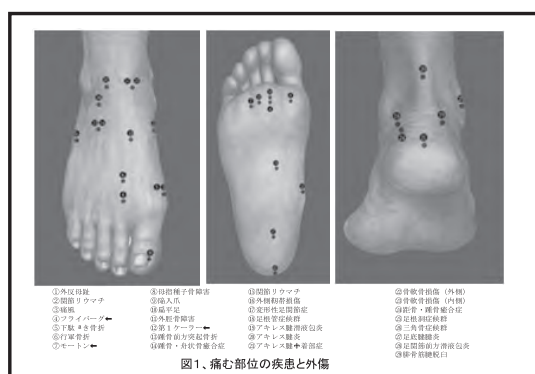 ①外反母趾
②関節リウマチ
③痛風
④フライバーグ
⑤下駄 骨折
⑥行軍骨折
⑦モートン
⑧母指種子骨障害
⑨陥入爪
⑩扁平足
⑪外脛骨障害
⑫第1ケーラー
⑬踵骨前方突起骨折
⑭踵骨・舟状骨癒合症
⑮関節リウマチ
⑯外側靱帯損傷
⑰変形性足関節症
⑱足根管症候群
⑲アキレス腱滑液包炎
⑳アキレス腱炎
㉑アキレス腱 着部症
㉒骨軟骨損傷（外側）
㉓骨軟骨損傷（内側）
㉔距骨・踵骨癒合症
㉕足根洞症候群
㉖三角骨症候群
㉗足底腱膜炎
㉘足関節前方滑液包炎
㉙腓骨筋腱脱臼
図1、痛む部位の疾患と外傷